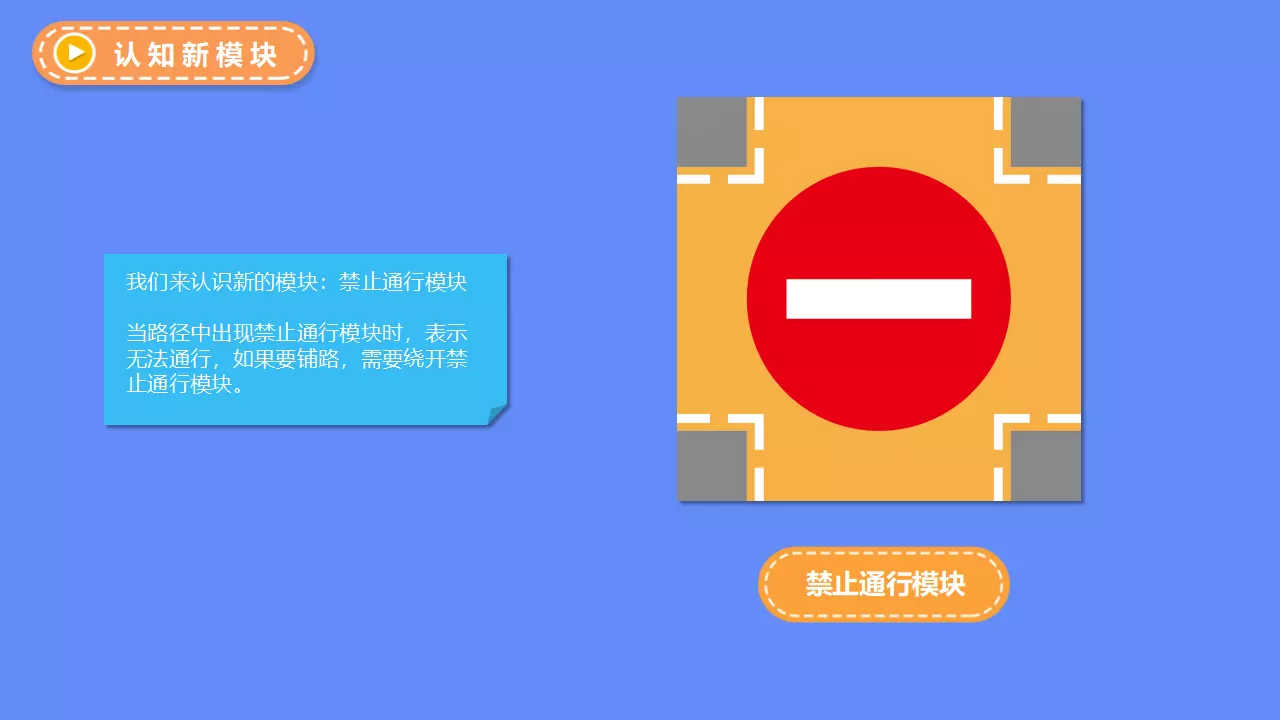 认知新模块
我们来认识新的模块：禁止通行模块
当路径中出现禁止通行模块时，表示
无法通行，如果要铺路，需要绕开禁
止通行模块。
禁止通行模块